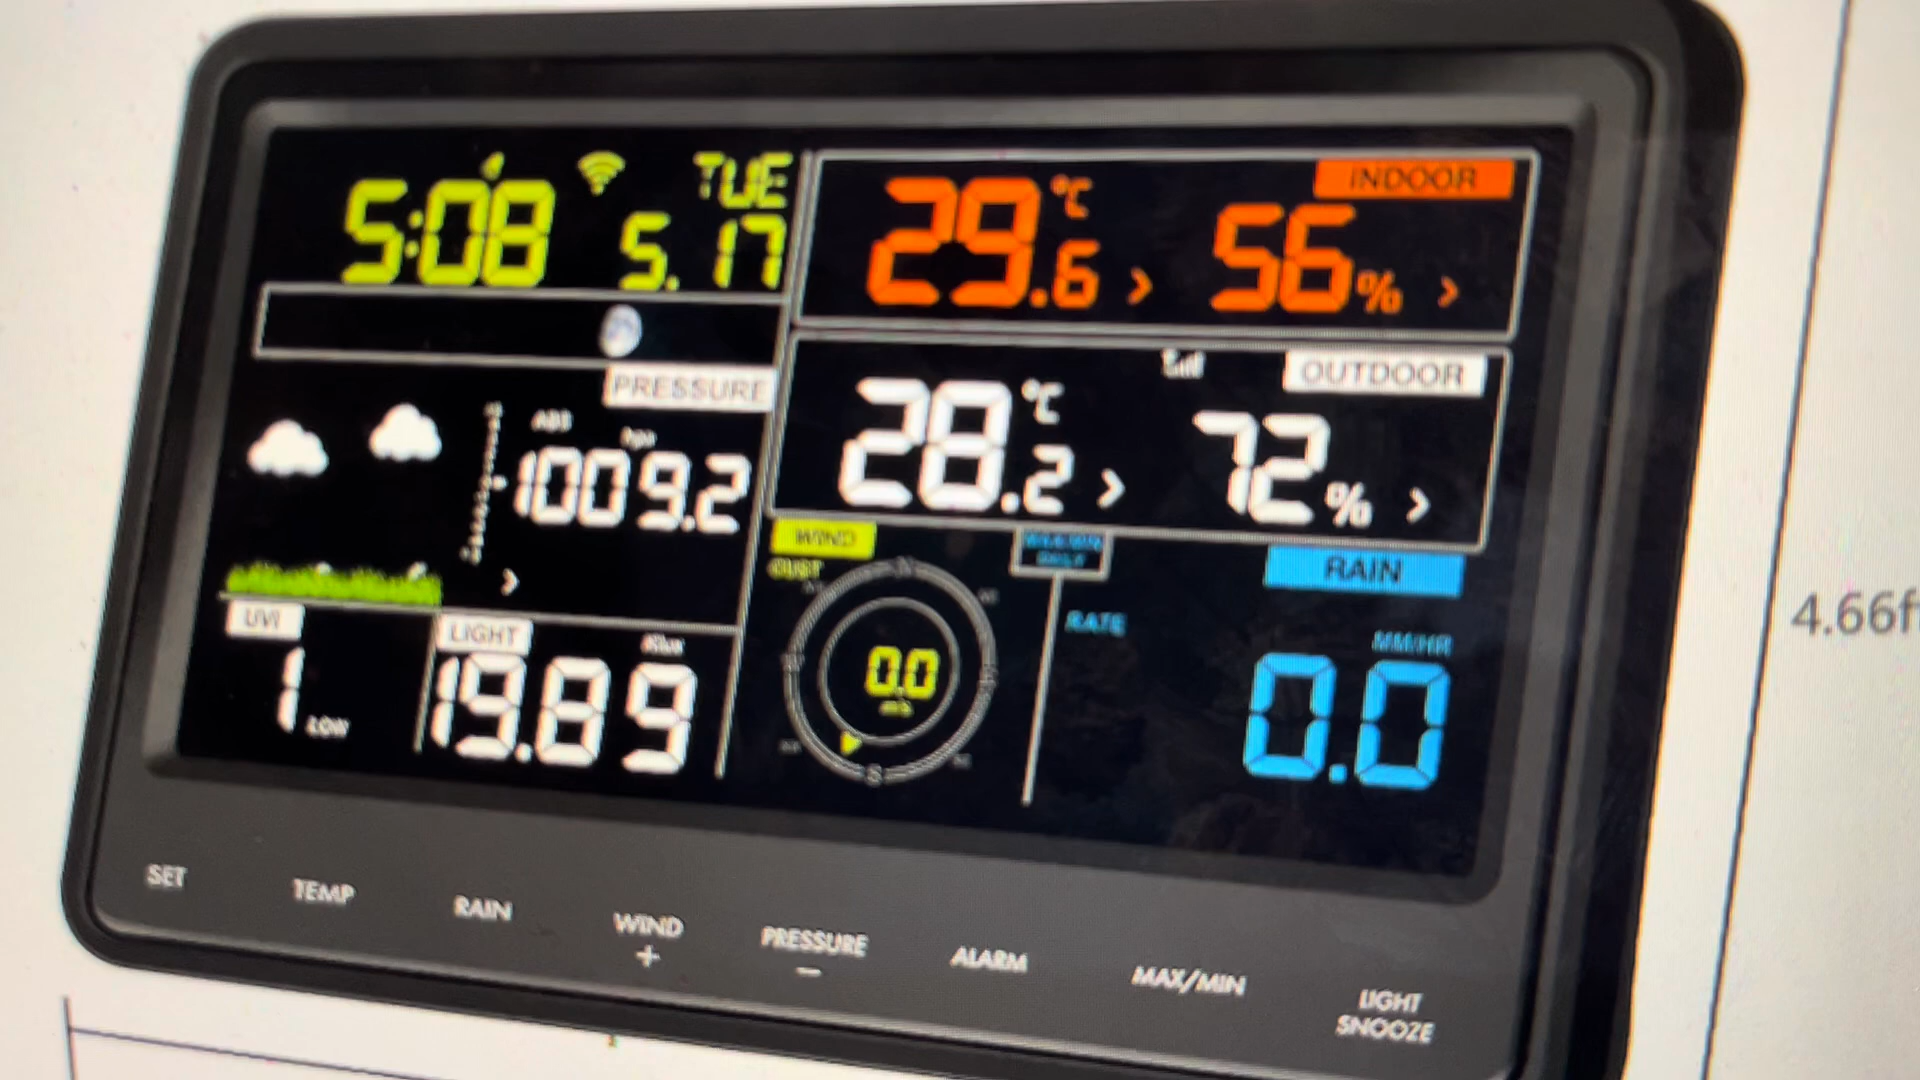 5:08 TUE
5.17
INDOOR
29.6 °C 56%
PRESSURE
ABS hpa
1009.2
OUTDOOR
28.2 °C 72%
UVI
1 LOW
LIGHT Klux
19.89
WIND
GUST
N
S
0.0
m/s
RAIN
RATE
MM/HR
0.0
SET
TEMP
RAIN
WIND
+
PRESSURE
−
ALARM
MAX/MIN
LIGHT
SNOOZE